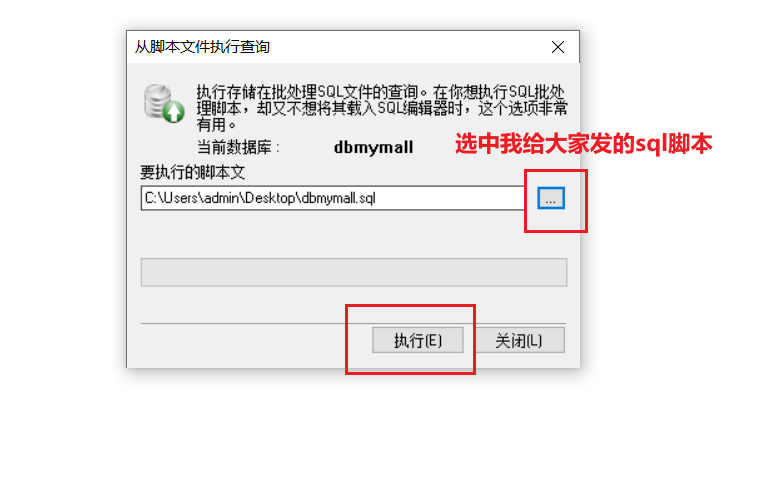 从脚本文件执行查询
执行存储在批处理SQL文件的查询。在你想执行SQL批处
理脚本，却又不想将其载入SQL编辑器时，这个选项非常
有用。
当前数据库： dbmymall
选中我给大家发的sql脚本
要执行的脚本文
C:\Users\admin\Desktop\dbmymall.sql
...
执行(E)
关闭(L)